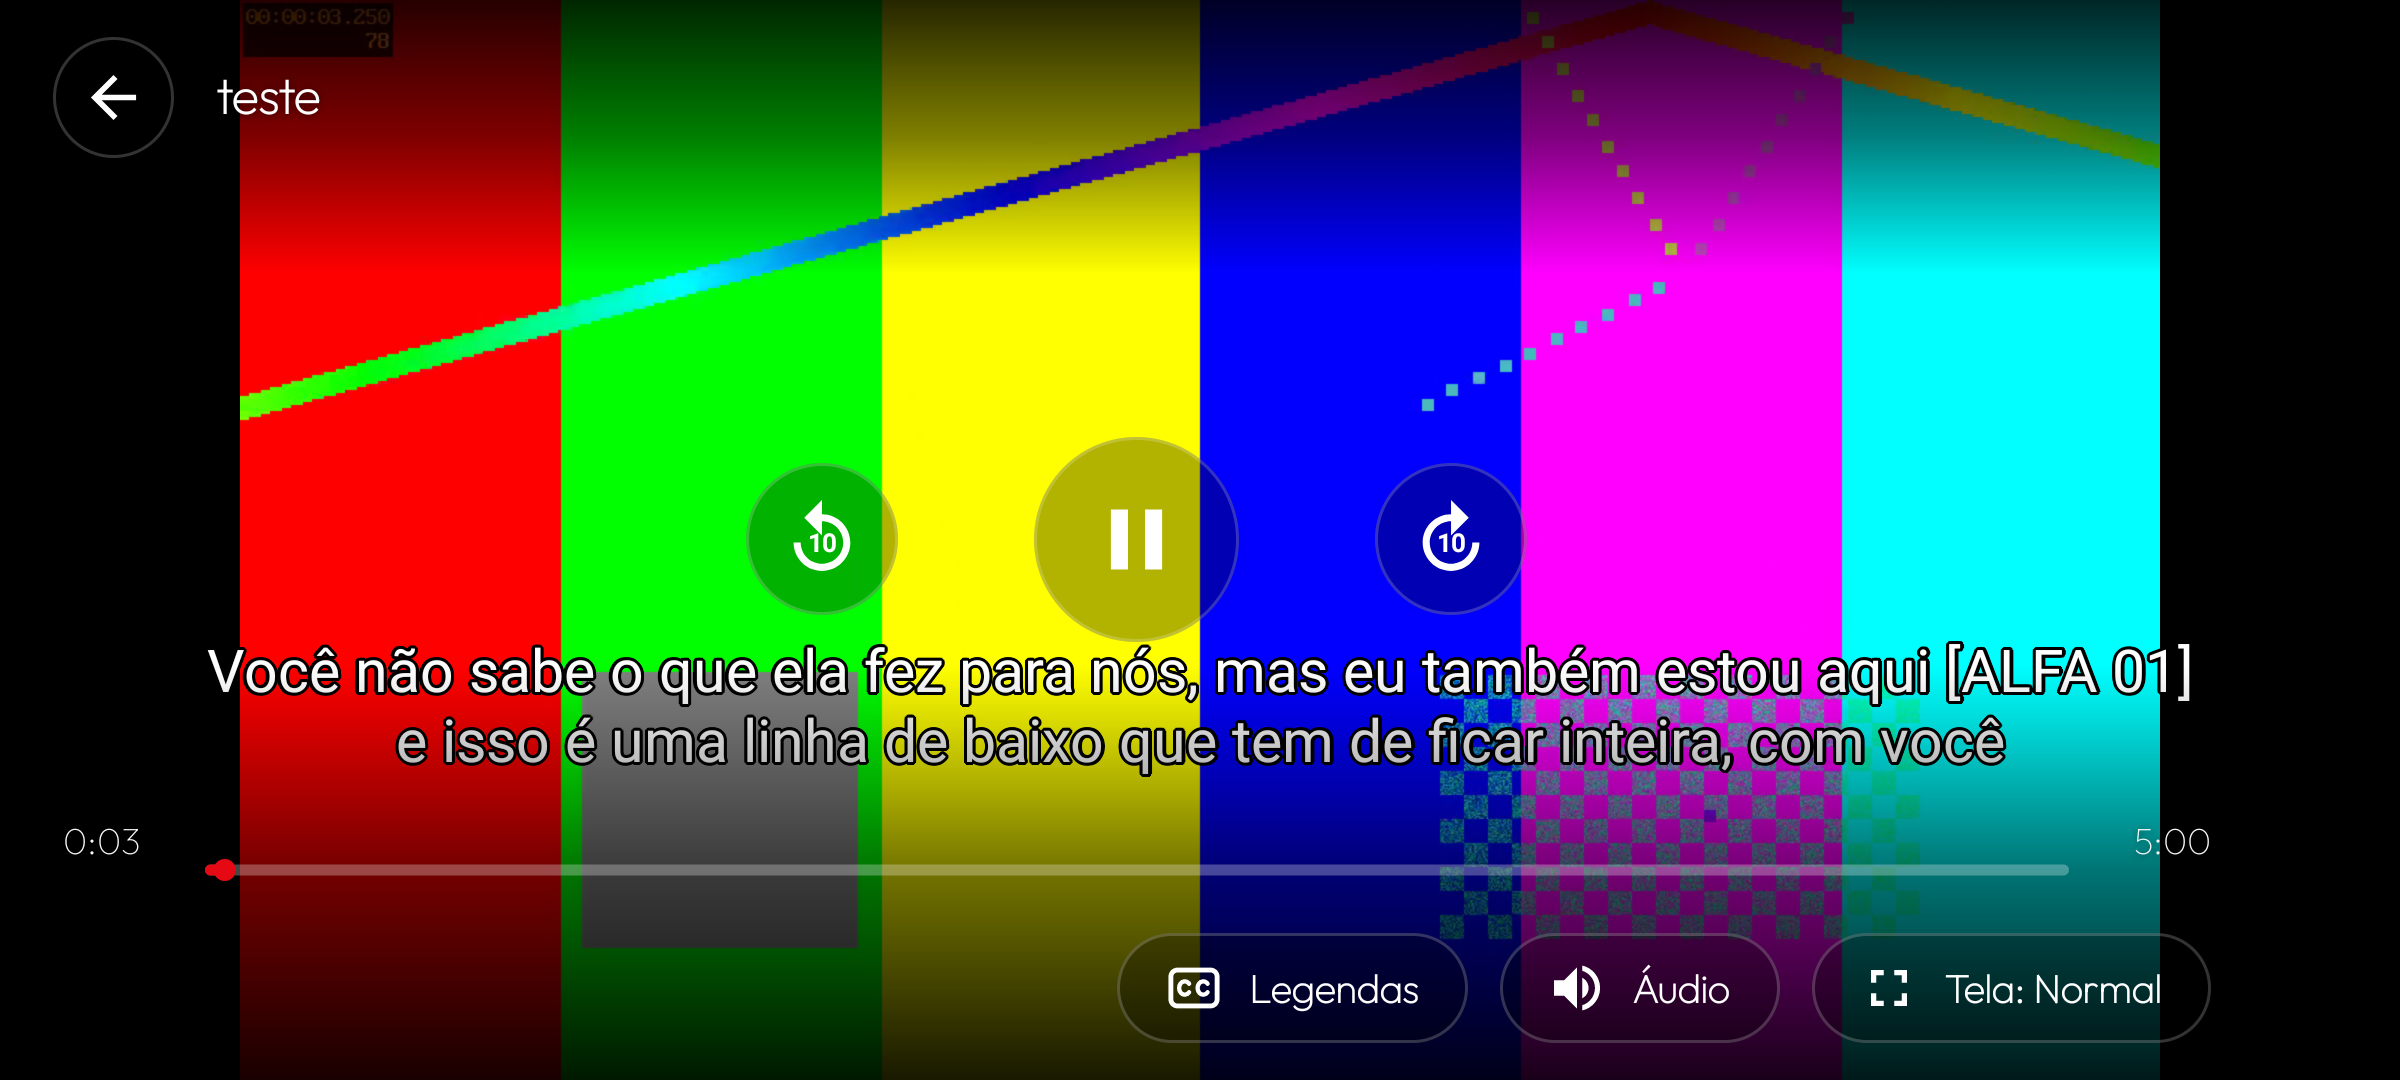 00:00:03.250
78
teste
10
10
Você não sabe o que ela fez para nós, mas eu também estou aqui [ALFA 01]
e isso é uma linha de baixo que tem de ficar inteira, com você
0:03
5:00
CC Legendas
Áudio
Tela: Normal